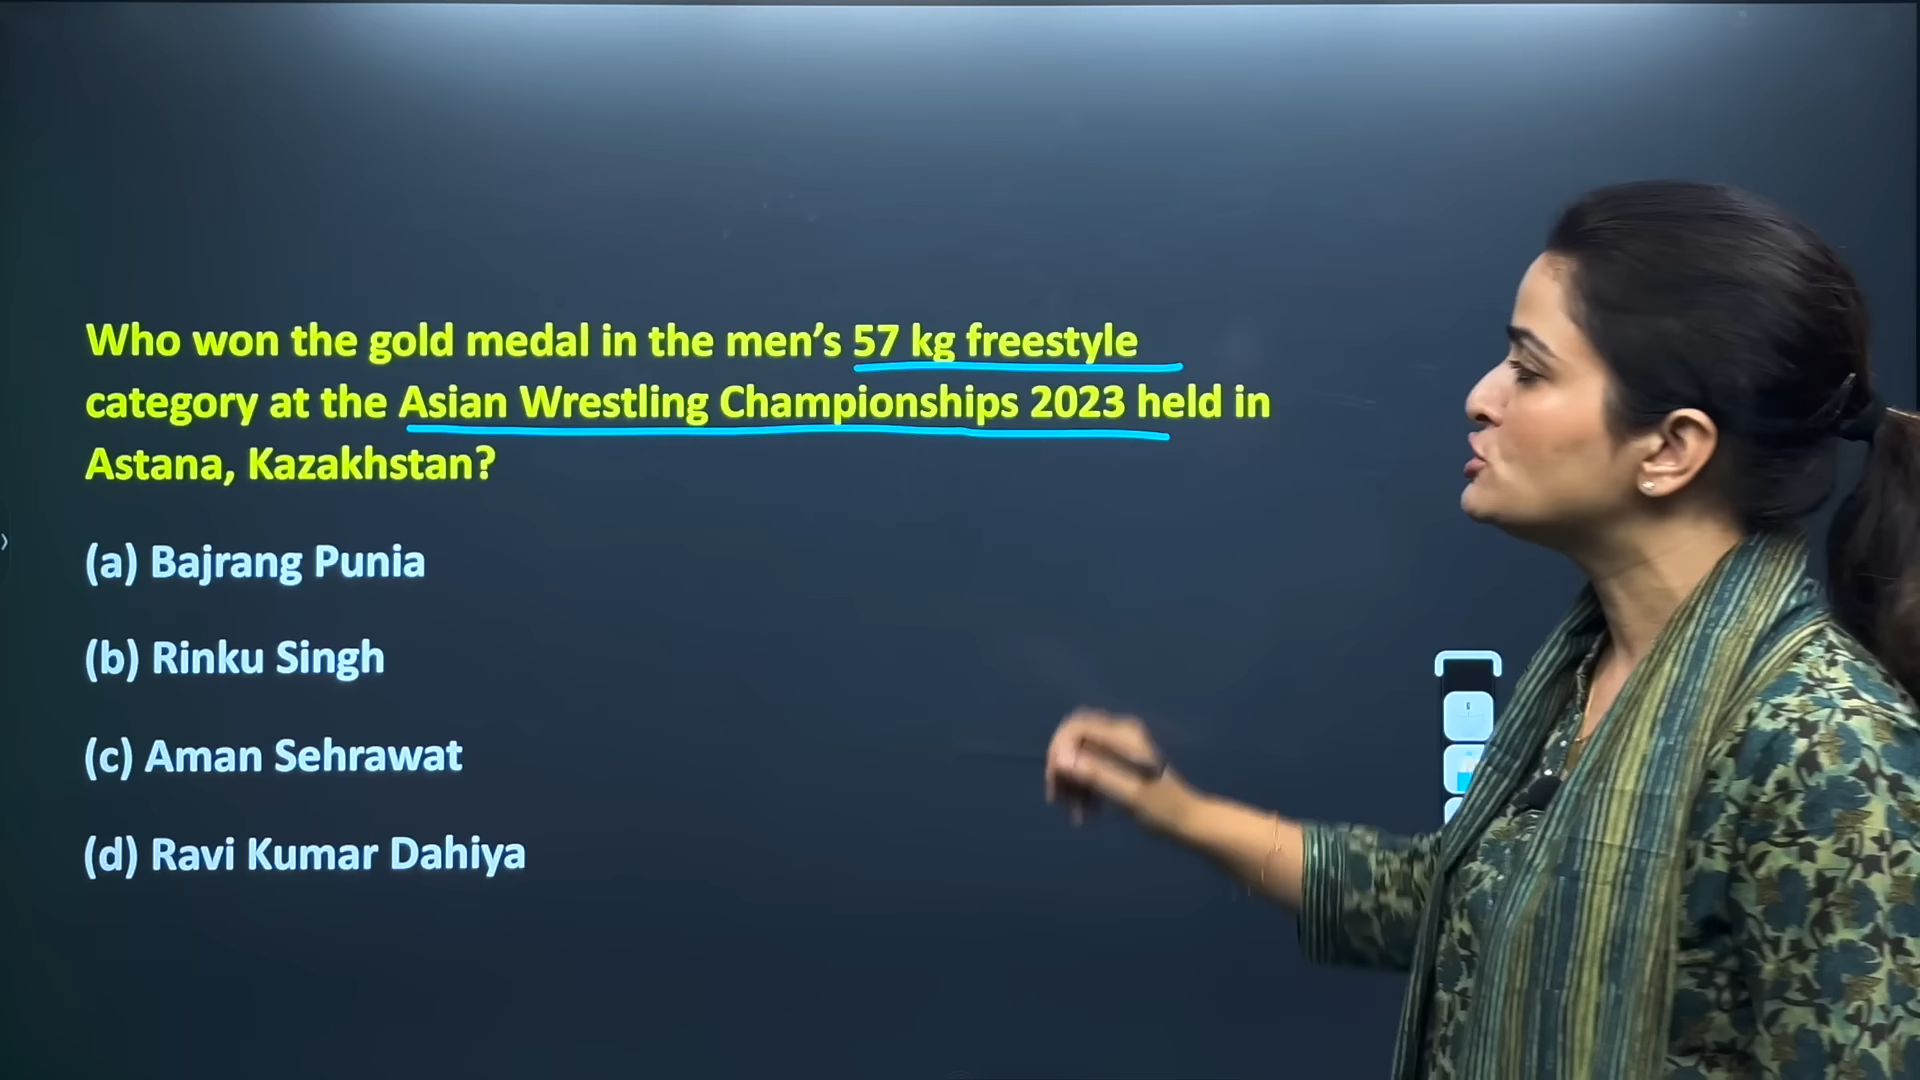 Who won the gold medal in the men’s 57 kg freestyle
category at the Asian Wrestling Championships 2023 held in
Astana, Kazakhstan?
(a) Bajrang Punia
(b) Rinku Singh
(c) Aman Sehrawat
(d) Ravi Kumar Dahiya